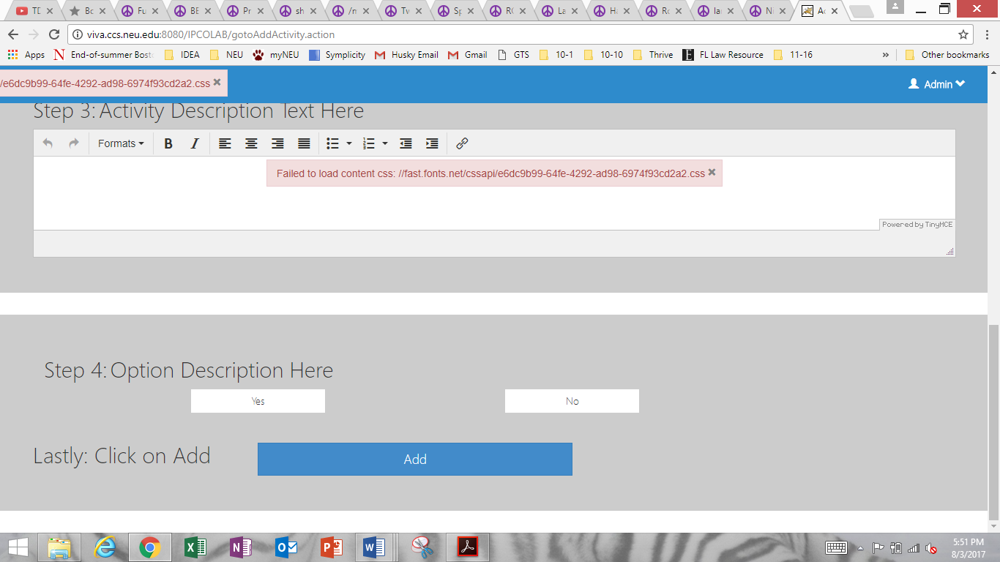 TD
Bc
Fu
BE
Pr
sh
/n
Tw
Sp
RC
La
Ha
Ro
lac
Ni
Ac
viva.ccs.neu.edu:8080/IPCOLAB/gotoAddActivity.action
Apps End-of-summer Bost IDEA NEU myNEU Symplicity Husky Email Gmail GTS 10-1 10-10 Thrive FL Law Resource 11-16 » Other bookmarks
/e6dc9b99-64fe-4292-ad98-6974f93cd2a2.css
Admin
Step 3: Activity Description Text Here
Formats B I
Failed to load content css: //fast.fonts.net/cssapi/e6dc9b99-64fe-4292-ad98-6974f93cd2a2.css
Powered by TinyMCE
Step 4: Option Description Here
Yes No
Lastly: Click on Add Add
5:51 PM
8/3/2017